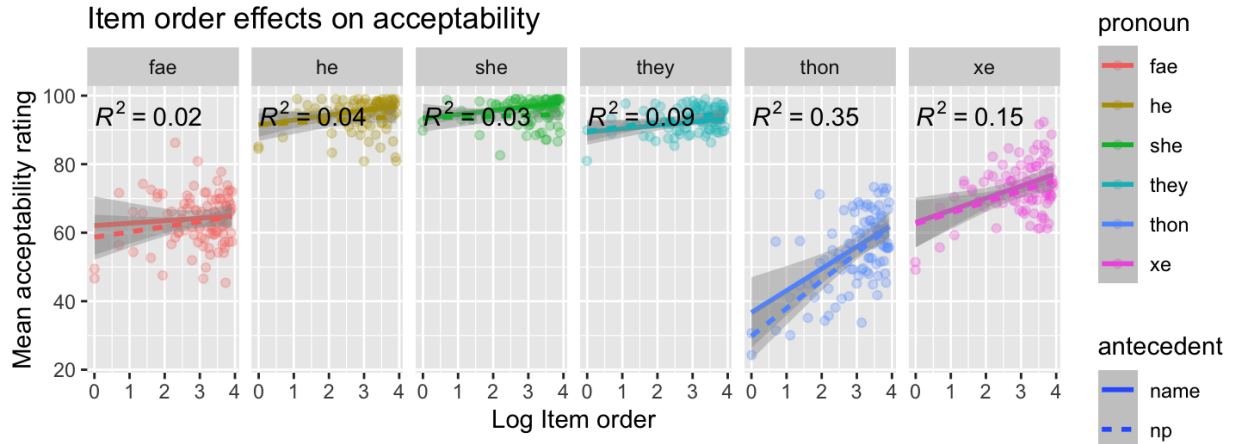 Item order effects on acceptability
fae he she they thon xe
R² = 0.02 R² = 0.04 R² = 0.03 R² = 0.09 R² = 0.35 R² = 0.15
Mean acceptability rating
100
80
60
40
20
0 1 2 3 4 0 1 2 3 4 0 1 2 3 4 0 1 2 3 4 0 1 2 3 4 0 1 2 3 4
Log Item order
pronoun
fae
he
she
they
thon
xe
antecedent
name
np